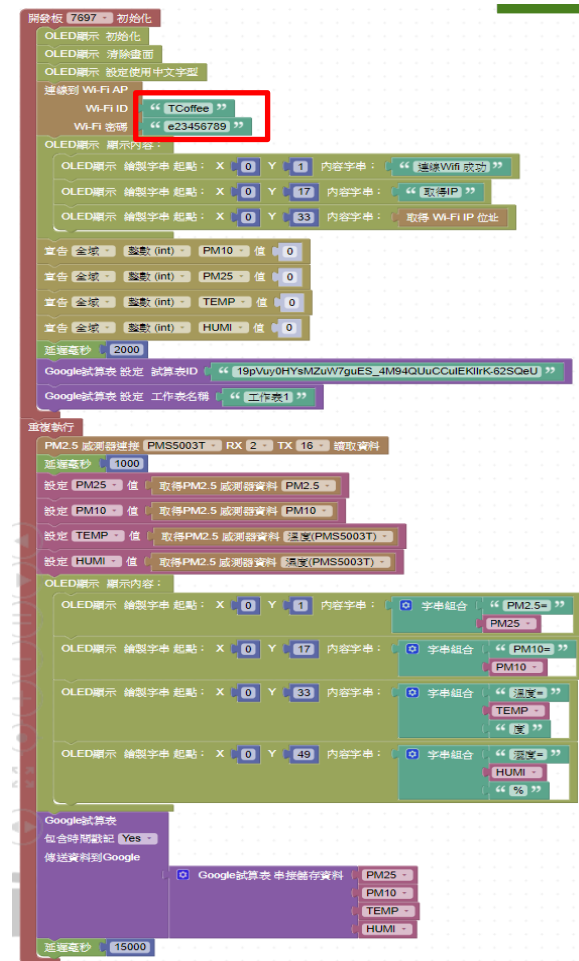 開發板 7697 初始化
OLED顯示 初始化
OLED顯示 清除畫面
OLED顯示 設定使用中文字型
連線到 Wi-Fi AP
Wi-Fi ID “ TCoffee ”
Wi-Fi 密碼 “ e23456789 ”
OLED顯示 顯示內容：
OLED顯示 繪製字串 起點： X 0 Y 1 內容字串： “ 連線Wifi 成功 ”
OLED顯示 繪製字串 起點： X 0 Y 17 內容字串： “ 取得IP ”
OLED顯示 繪製字串 起點： X 0 Y 33 內容字串： 取得 Wi-Fi IP 位址
宣告 全域 整數 (int) PM10 值 0
宣告 全域 整數 (int) PM25 值 0
宣告 全域 整數 (int) TEMP 值 0
宣告 全域 整數 (int) HUMI 值 0
延遲毫秒 2000
Google試算表 設定 試算表ID “ 19pVuy0HYsMZuW7guES_4M94QUuCCulEKIlrK-62SQeU ”
Google試算表 設定 工作表名稱 “ 工作表1 ”
重複執行
PM2.5 感測器連接 PMS5003T RX 2 TX 16 讀取資料
延遲毫秒 1000
設定 PM25 值 取得PM2.5 感測器資料 PM2.5
設定 PM10 值 取得PM2.5 感測器資料 PM10
設定 TEMP 值 取得PM2.5 感測器資料 溫度(PMS5003T)
設定 HUMI 值 取得PM2.5 感測器資料 濕度(PMS5003T)
OLED顯示 顯示內容：
OLED顯示 繪製字串 起點： X 0 Y 1 內容字串： 字串組合 “ PM2.5= ”
PM25
OLED顯示 繪製字串 起點： X 0 Y 17 內容字串： 字串組合 “ PM10= ”
PM10
OLED顯示 繪製字串 起點： X 0 Y 33 內容字串： 字串組合 “ 溫度= ”
TEMP
“ 度 ”
OLED顯示 繪製字串 起點： X 0 Y 49 內容字串： 字串組合 “ 濕度= ”
HUMI
“ % ”
Google試算表
包含時間戳記 Yes
傳送資料到Google
Google試算表 串接儲存資料 PM25
PM10
TEMP
HUMI
延遲毫秒 15000